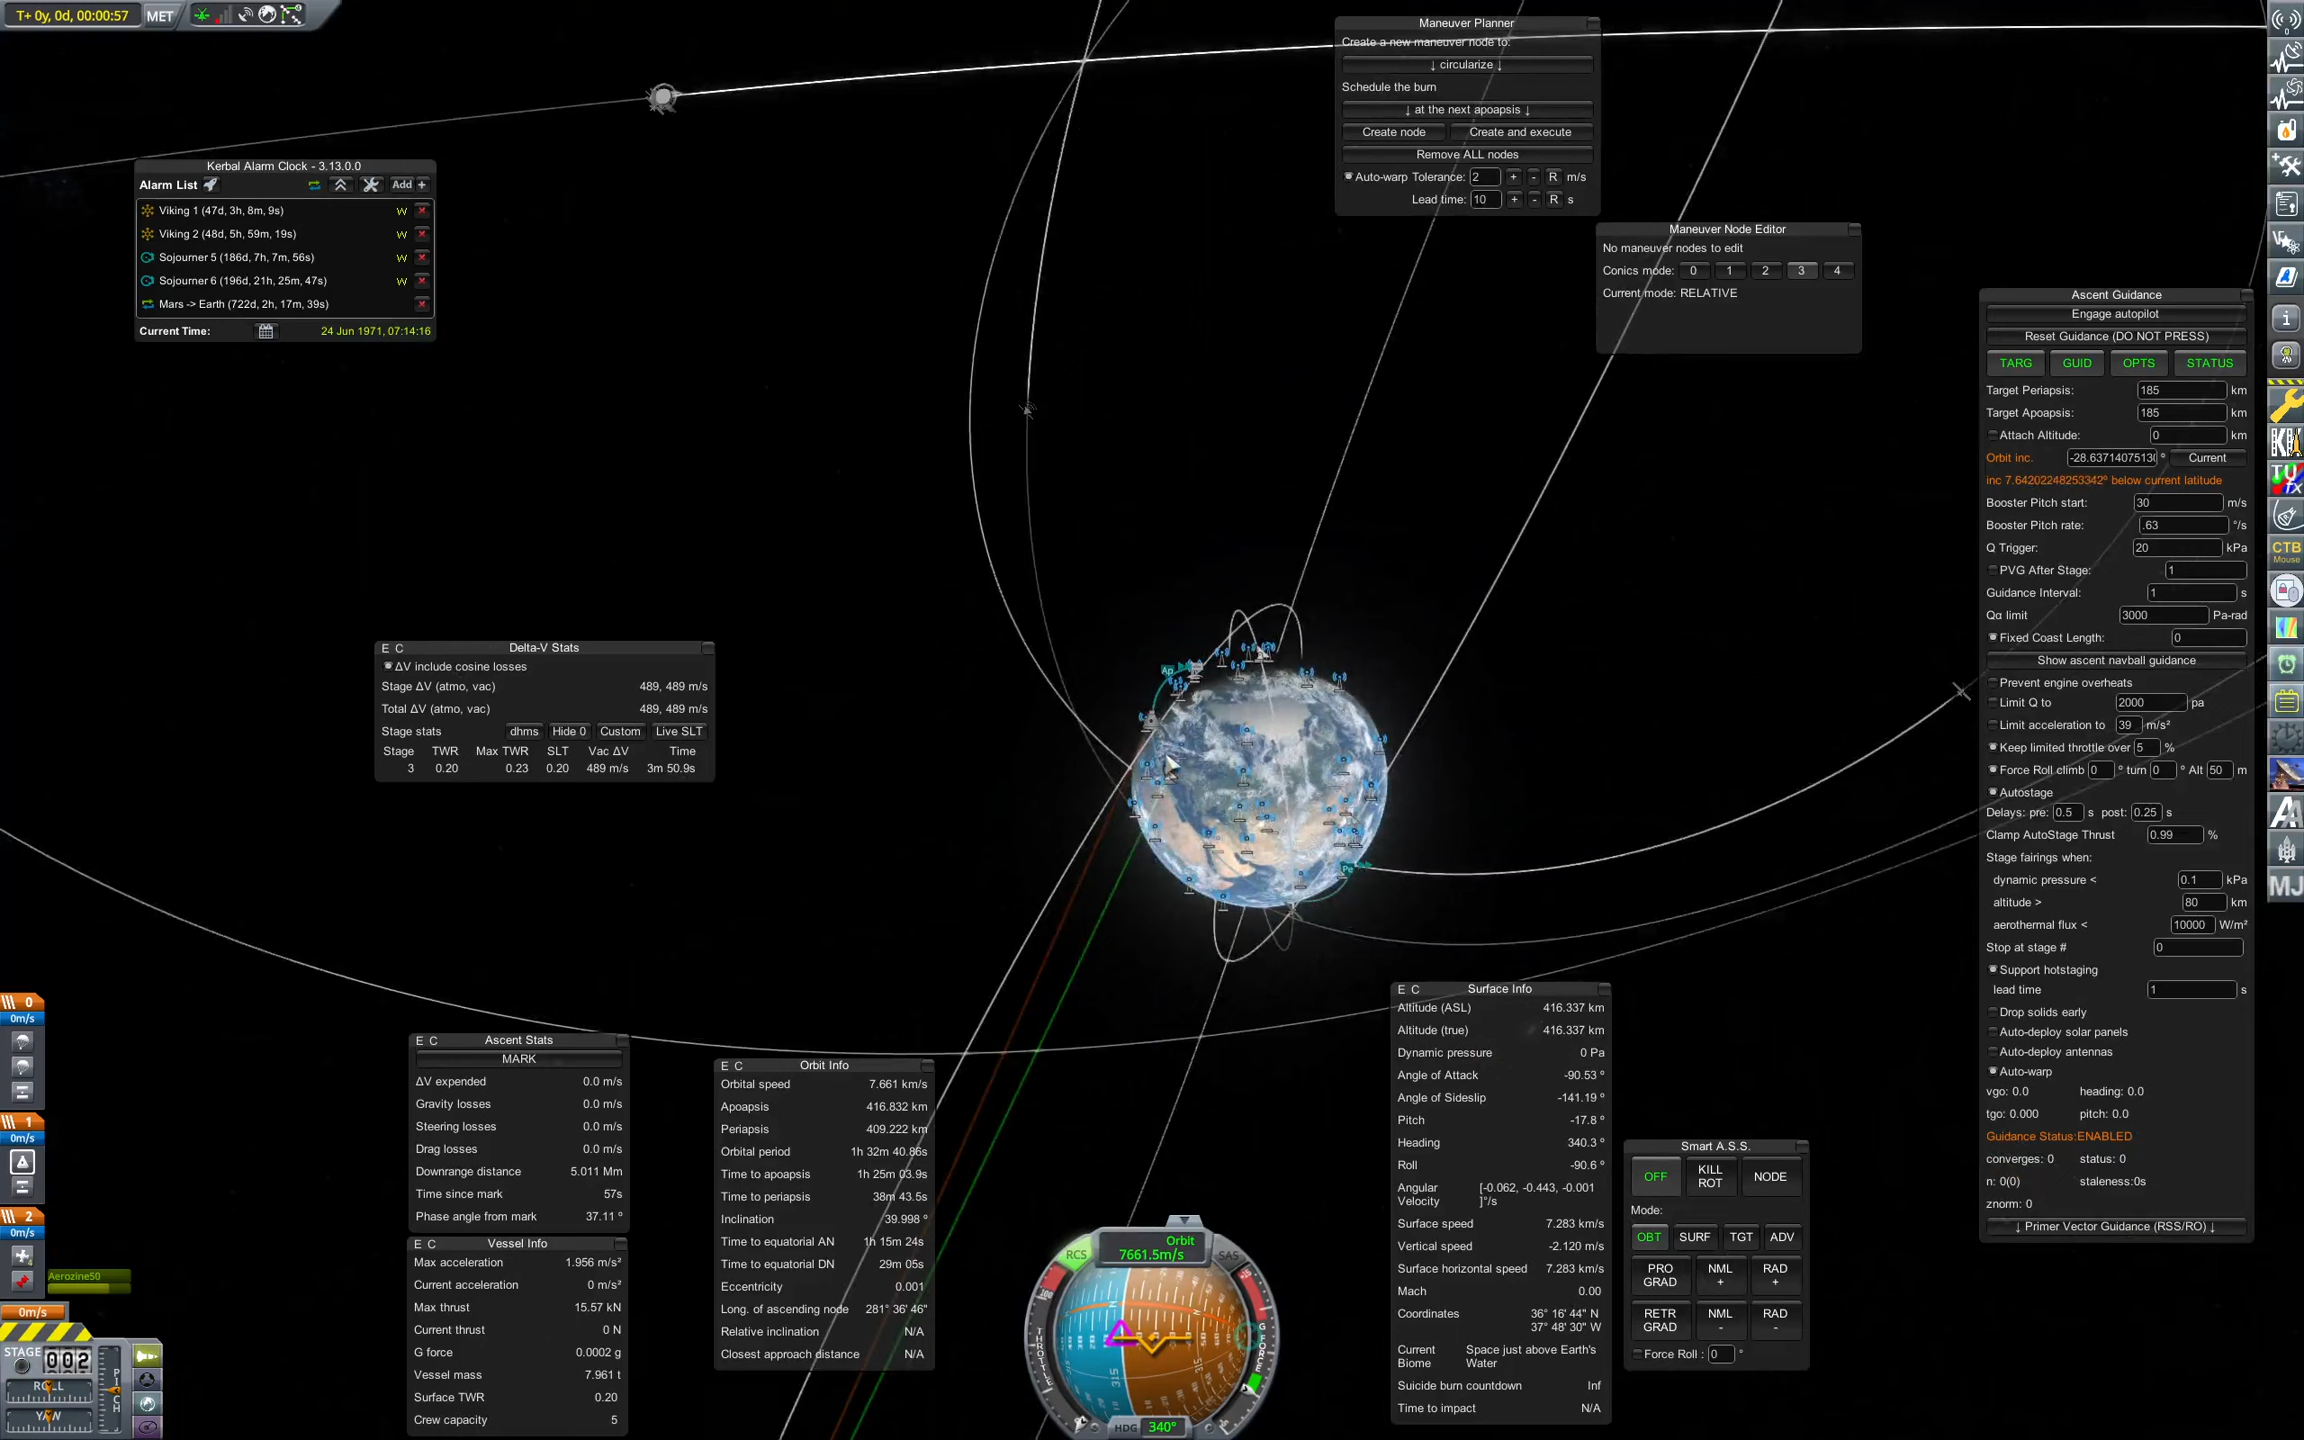 T+ 0y, 0d, 00:00:57 MET
Maneuver Planner
Create a new maneuver node to:
↓ circularize ↓
Schedule the burn
↓ at the next apoapsis ↓
Create node Create and execute
Remove ALL nodes
Auto-warp Tolerance: 2 + - R m/s
Lead time: 10 + - R s
Kerbal Alarm Clock - 3.13.0.0
Alarm List Add +
Viking 1 (47d, 3h, 8m, 9s) W
Viking 2 (48d, 5h, 59m, 19s) W
Sojourner 5 (186d, 7h, 7m, 56s) W
Sojourner 6 (196d, 21h, 25m, 47s) W
Mars -> Earth (722d, 2h, 17m, 39s)
Current Time: 24 Jun 1971, 07:14:16
Maneuver Node Editor
No maneuver nodes to edit
Conics mode: 0 1 2 3 4
Current mode: RELATIVE
Ascent Guidance
Engage autopilot
Reset Guidance (DO NOT PRESS)
TARG GUID OPTS STATUS
Target Periapsis: 185 km
Target Apoapsis: 185 km
Attach Altitude: 0 km
Orbit inc. -28.6371407513( º Current
inc 7.64202248253342º below current latitude
Booster Pitch start: 30 m/s
Booster Pitch rate: .63 °/s
Q Trigger: 20 kPa
PVG After Stage: 1
Guidance Interval: 1 s
Qα limit 3000 Pa-rad
Fixed Coast Length: 0
Show ascent navball guidance
Prevent engine overheats
Limit Q to 2000 pa
Limit acceleration to 39 m/s²
Keep limited throttle over 5 %
Force Roll climb 0 º turn 0 º Alt 50 m
Autostage
Delays: pre: 0.5 s post: 0.25 s
Clamp AutoStage Thrust 0.99 %
Stage fairings when:
dynamic pressure < 0.1 kPa
altitude > 80 km
aerothermal flux < 10000 W/m²
Stop at stage # 0
Support hotstaging
lead time 1 s
Drop solids early
Auto-deploy solar panels
Auto-deploy antennas
Auto-warp
vgo: 0.0 heading: 0.0
tgo: 0.000 pitch: 0.0
Guidance Status:ENABLED
converges: 0 status: 0
n: 0(0) staleness:0s
znorm: 0
↓ Primer Vector Guidance (RSS/RO) ↓
CTB
Mouse
MJ
E C Delta-V Stats
ΔV include cosine losses
Stage ΔV (atmo, vac) 489, 489 m/s
Total ΔV (atmo, vac) 489, 489 m/s
Stage stats dhms Hide 0 Custom Live SLT
Stage TWR Max TWR SLT Vac ΔV Time
3 0.20 0.23 0.20 489 m/s 3m 50.9s
Ap
Pe
E C Ascent Stats
MARK
ΔV expended 0.0 m/s
Gravity losses 0.0 m/s
Steering losses 0.0 m/s
Drag losses 0.0 m/s
Downrange distance 5.011 Mm
Time since mark 57s
Phase angle from mark 37.11 º
E C Vessel Info
Max acceleration 1.956 m/s²
Current acceleration 0 m/s²
Max thrust 15.57 kN
Current thrust 0 N
G force 0.0002 g
Vessel mass 7.961 t
Surface TWR 0.20
Crew capacity 5
E C Orbit Info
Orbital speed 7.661 km/s
Apoapsis 416.832 km
Periapsis 409.222 km
Orbital period 1h 32m 40.86s
Time to apoapsis 1h 25m 03.9s
Time to periapsis 38m 43.5s
Inclination 39.998 º
Time to equatorial AN 1h 15m 24s
Time to equatorial DN 29m 05s
Eccentricity 0.001
Long. of ascending node 281° 36' 46"
Relative inclination N/A
Closest approach distance N/A
E C Surface Info
Altitude (ASL) 416.337 km
Altitude (true) 416.337 km
Dynamic pressure 0 Pa
Angle of Attack -90.53 º
Angle of Sideslip -141.19 º
Pitch -17.8 º
Heading 340.3 º
Roll -90.6 º
Angular Velocity [-0.062, -0.443, -0.001 ]°/s
Surface speed 7.283 km/s
Vertical speed -2.120 m/s
Surface horizontal speed 7.283 km/s
Mach 0.00
Coordinates 36° 16' 44" N
37° 48' 30" W
Current Biome Space just above Earth's Water
Suicide burn countdown Inf
Time to impact N/A
Smart A.S.S.
OFF KILL ROT NODE
Mode:
OBT SURF TGT ADV
PRO GRAD NML + RAD +
RETR GRAD NML - RAD -
Force Roll : 0 °
0
0m/s
1
0m/s
2
0m/s
Aerozine50
0m/s
STAGE 002
ROLL
YAW
PITCH
RCS Orbit SAS
7661.5m/s
THROTTLE
G FORCE
N
315
HDG 340°